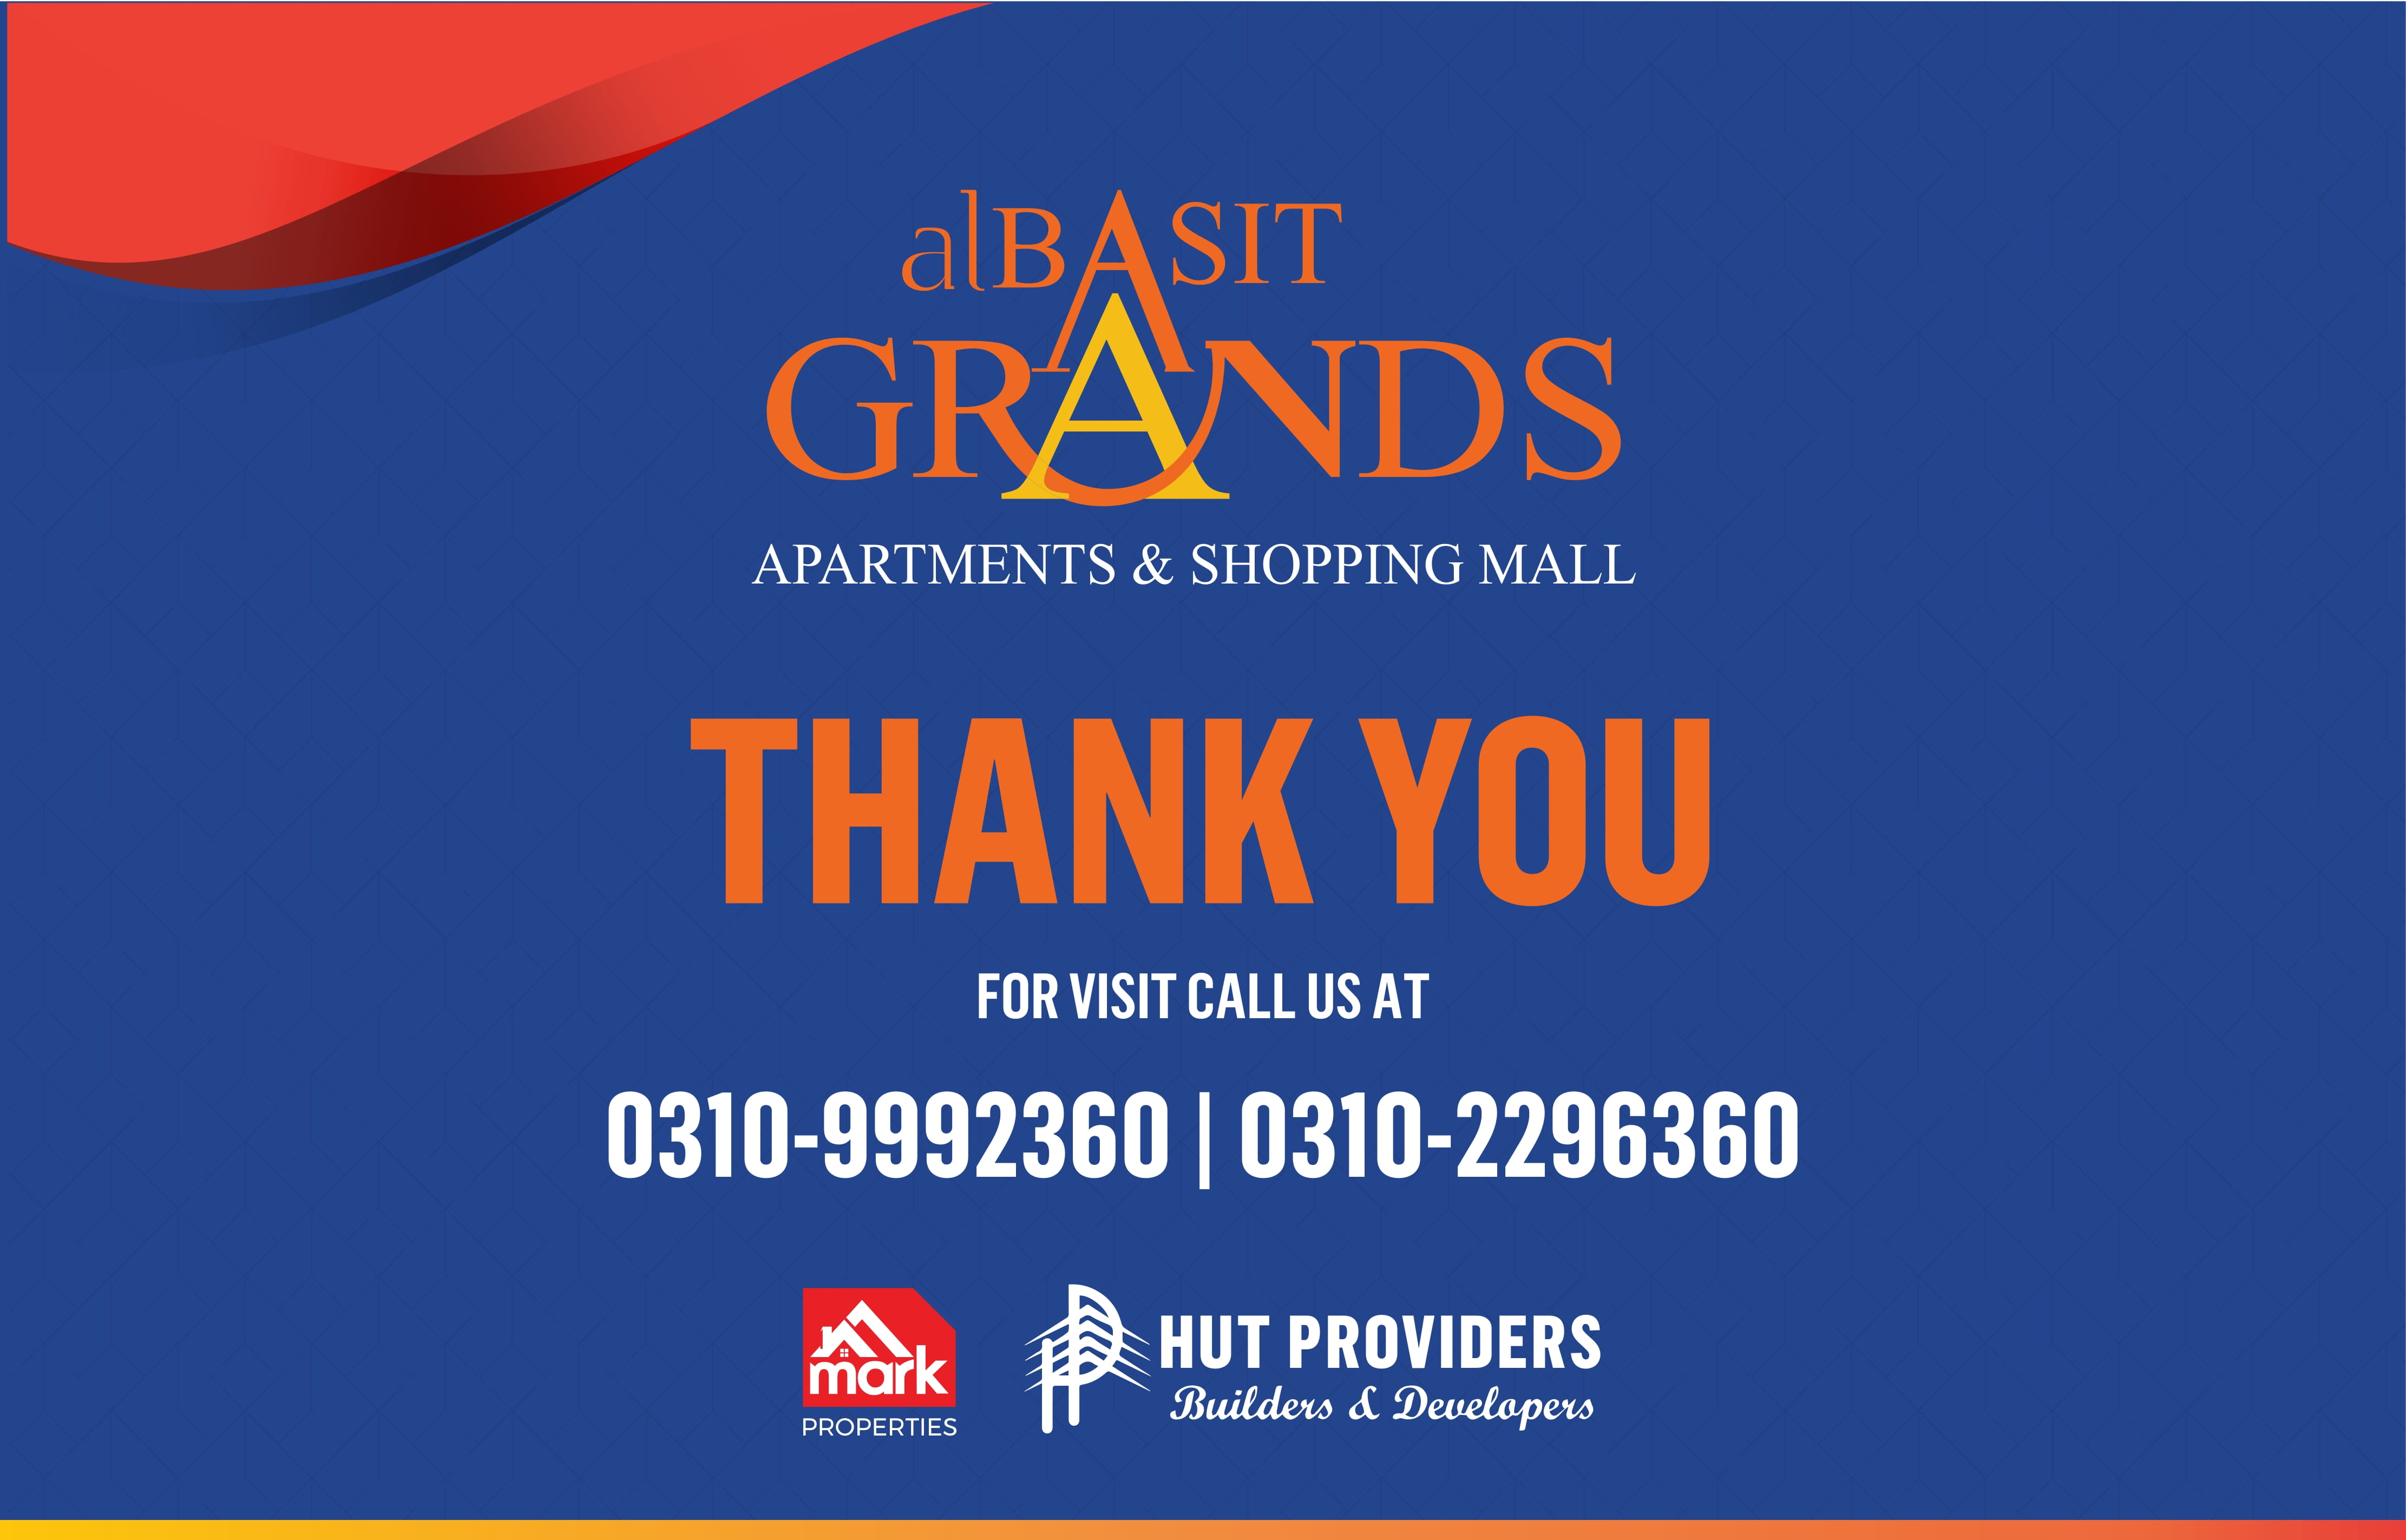 alBASIT
GRANDS
APARTMENTS & SHOPPING MALL
THANK YOU
FOR VISIT CALL US AT
0310-9992360 | 0310-2296360
mark
PROPERTIES
HUT PROVIDERS
Builders & Developers